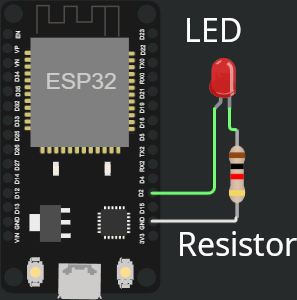 LED
ESP32
Resistor
EN
VP
VN
D34
D35
D32
D33
D25
D26
D27
D14
D12
D13
GND
VIN
D23
D22
TX0
RX0
D21
D19
D18
D5
TX2
RX2
D4
D2
D15
GND
3V3